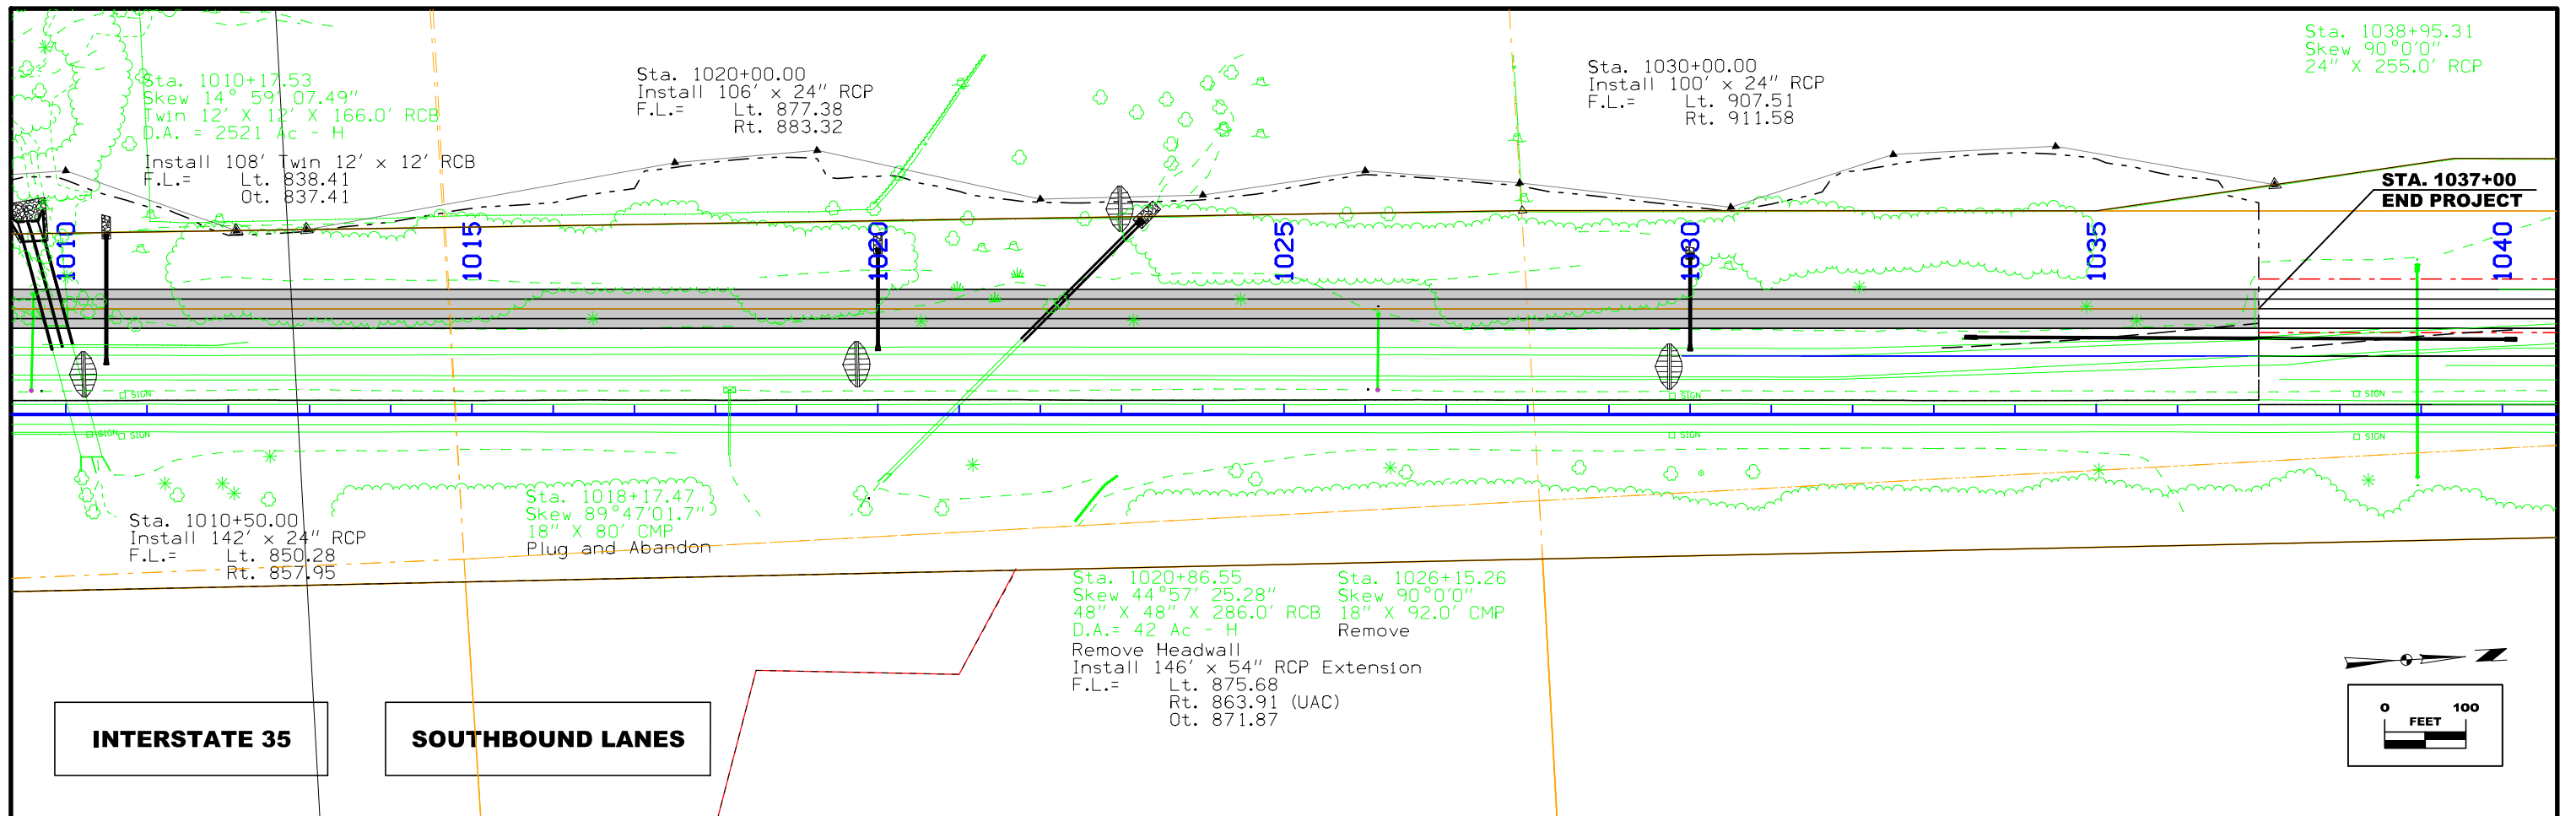 Sta. 1010+17.53
Skew 14° 59' 07.49"
Twin 12' X 12' X 166.0' RCB
D.A. = 2521 Ac - H
Install 108' Twin 12' x 12' RCB
F.L.= Lt. 838.41
Ot. 837.41
Sta. 1020+00.00
Install 106' x 24" RCP
F.L.= Lt. 877.38
Rt. 883.32
Sta. 1030+00.00
Install 100' x 24" RCP
F.L.= Lt. 907.51
Rt. 911.58
Sta. 1038+95.31
Skew 90°0'0"
24" X 255.0' RCP
STA. 1037+00
END PROJECT
1010
1015
1020
1025
1030
1035
1040
SIGN
SIGN
SIGN
SIGN
SIGN
SIGN
SIGN
Sta. 1010+50.00
Install 142' x 24" RCP
F.L.= Lt. 850.28
Rt. 857.95
Sta. 1018+17.47
Skew 89°47'01.7"
18" X 80' CMP
Plug and Abandon
Sta. 1020+86.55
Skew 44°57' 25.28"
48" X 48" X 286.0' RCB
D.A.= 42 Ac - H
Remove Headwall
Install 146' x 54" RCP Extension
F.L.= Lt. 875.68
Rt. 863.91 (UAC)
Ot. 871.87
Sta. 1026+15.26
Skew 90°0'0"
18" X 92.0' CMP
Remove
INTERSTATE 35
SOUTHBOUND LANES
N
0 100
FEET